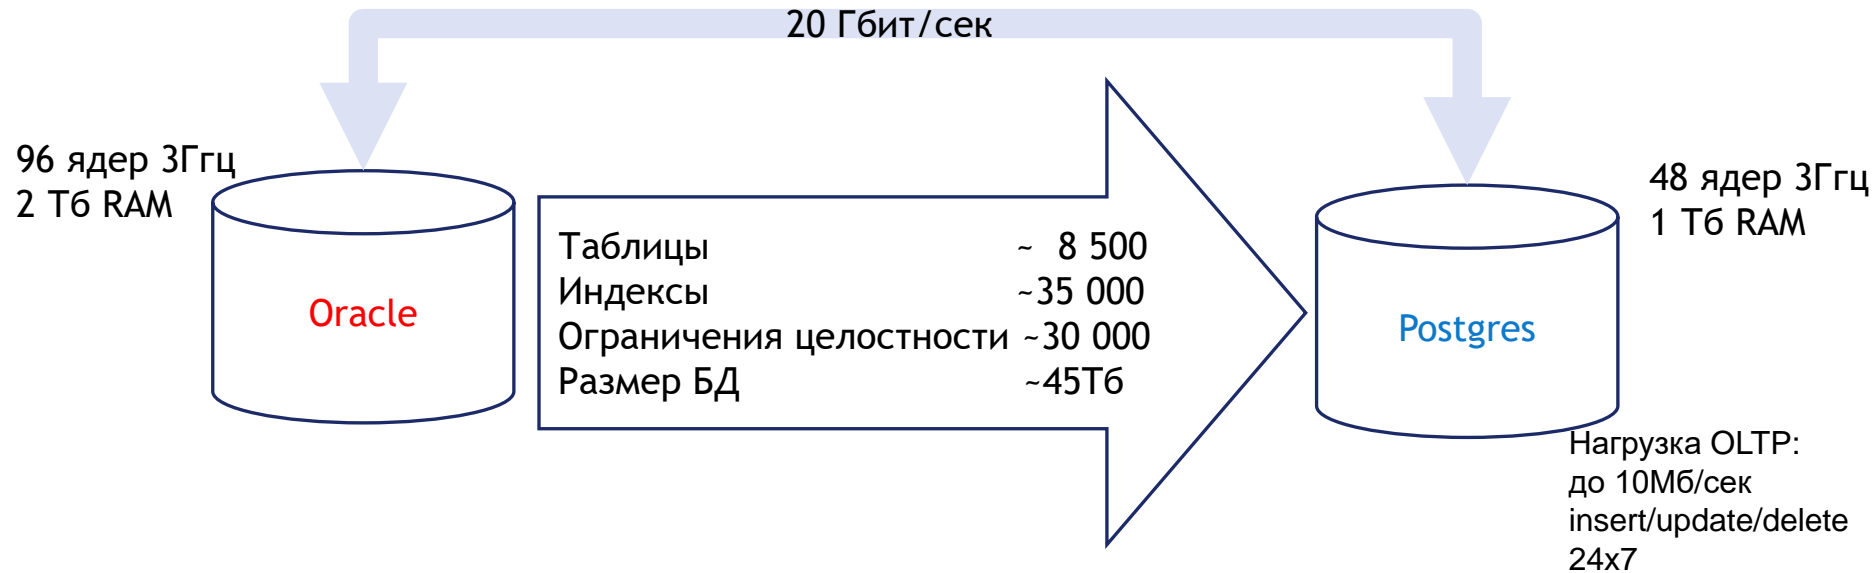 20 Гбит/сек
96 ядер 3Ггц
2 Тб RAM
Oracle
Таблицы ~ 8 500
Индексы ~35 000
Ограничения целостности ~30 000
Размер БД ~45Тб
Postgres
48 ядер 3Ггц
1 Тб RAM
Нагрузка OLTP:
до 10Мб/сек
insert/update/delete
24x7